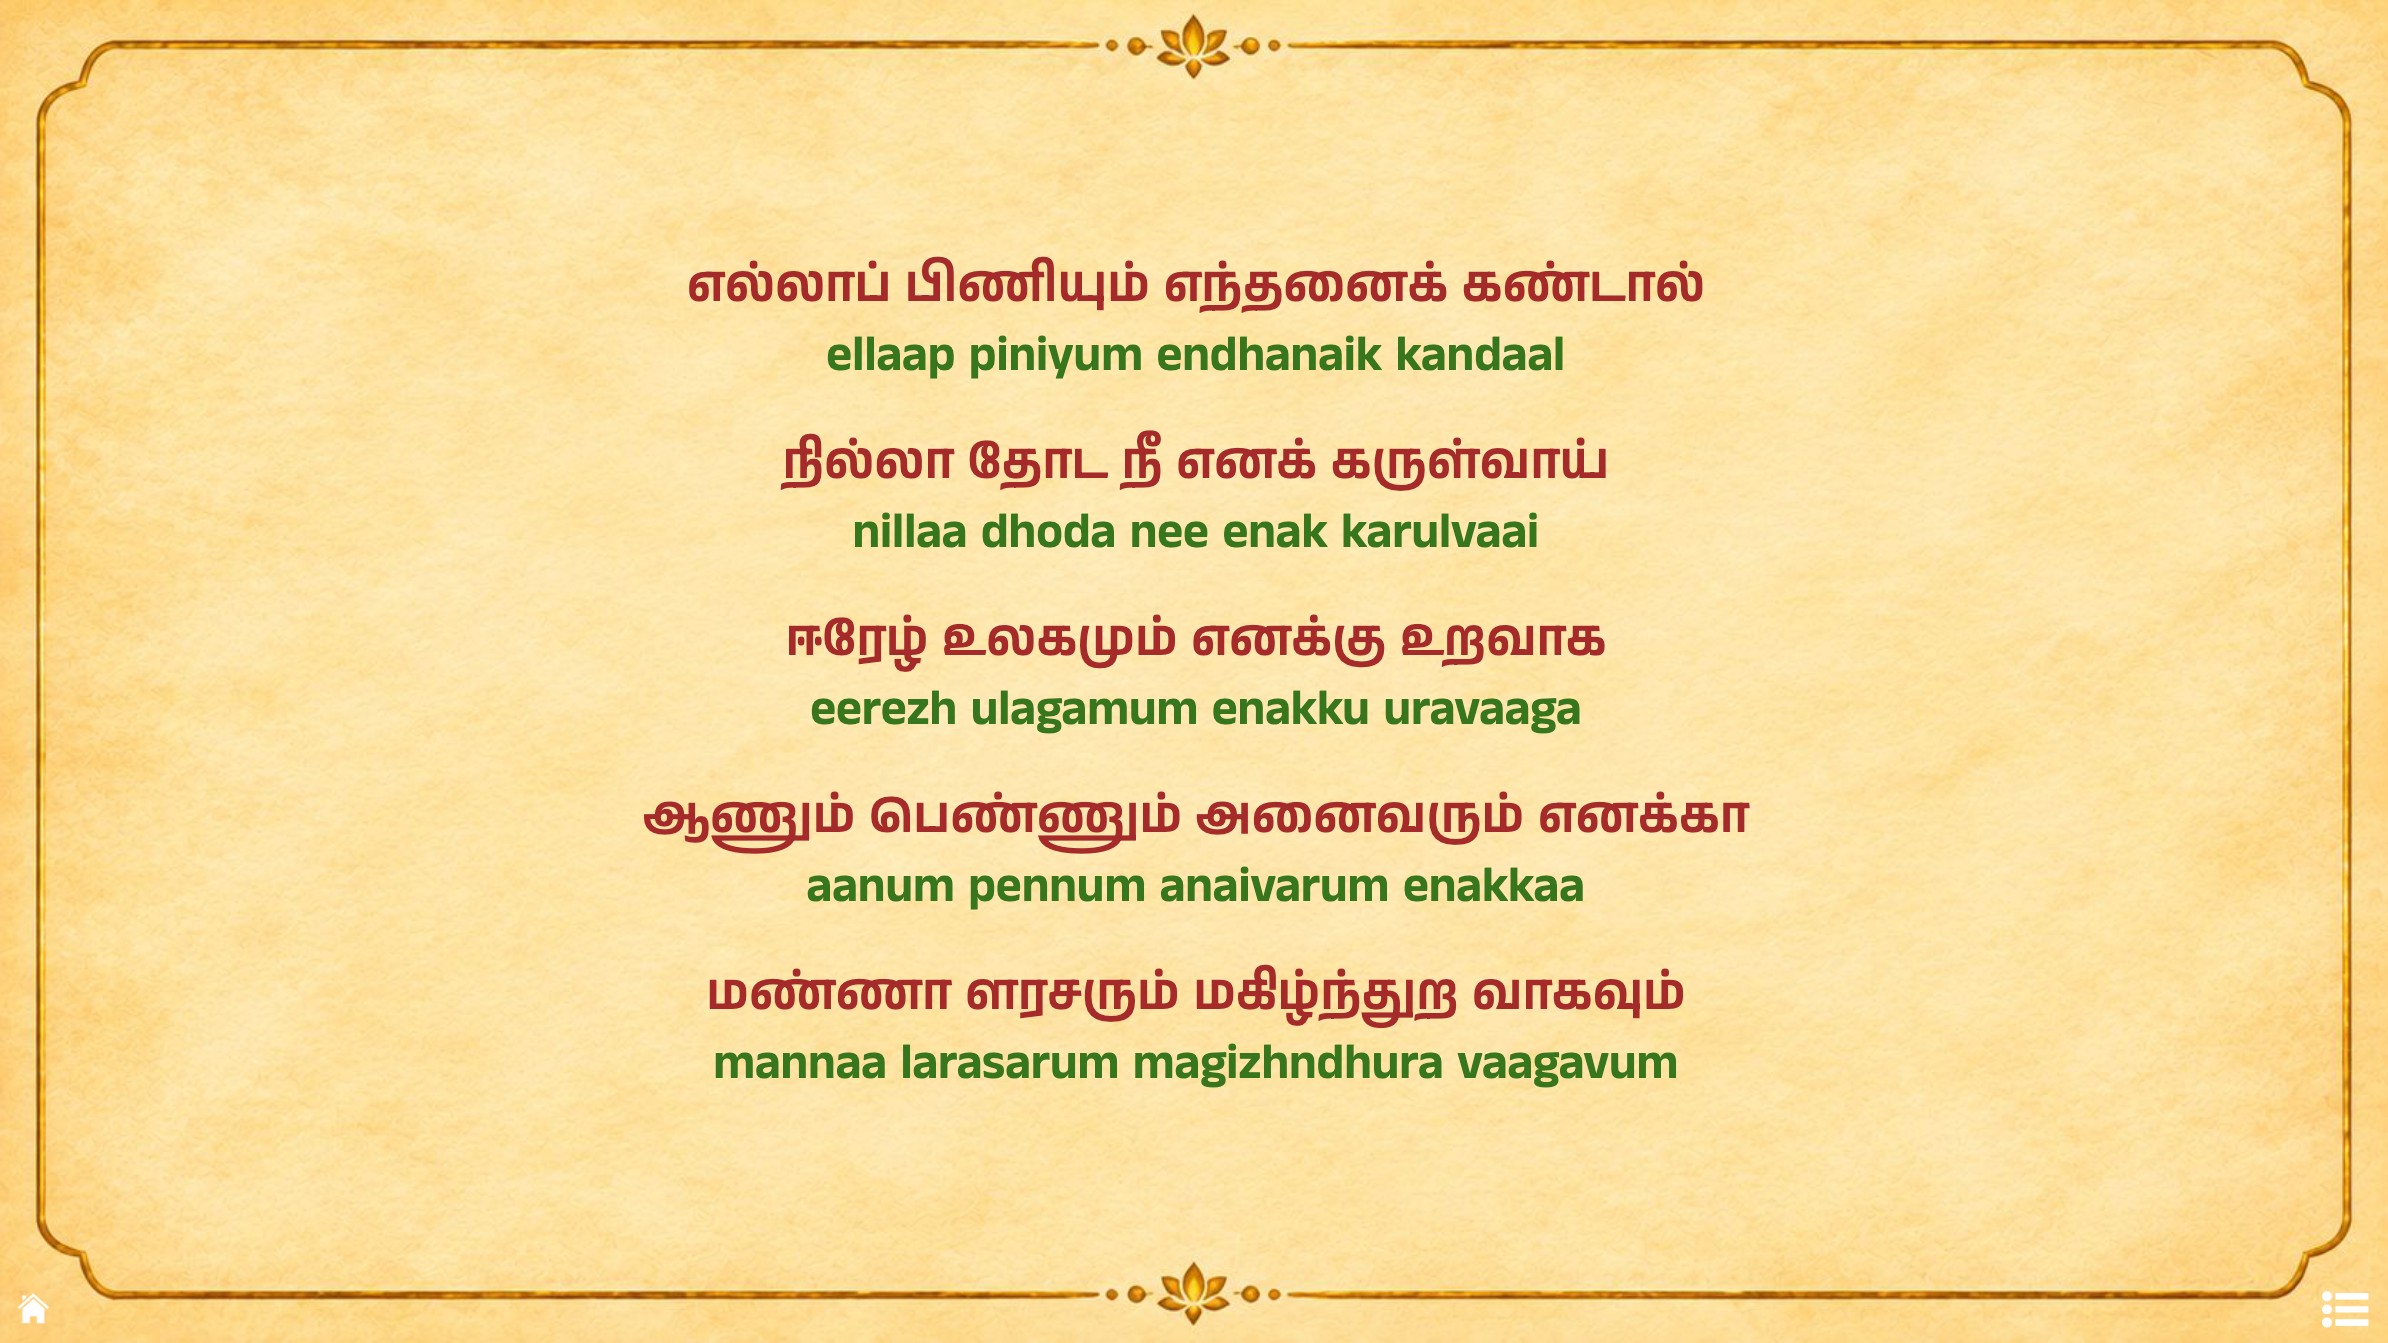 எல்லாப் பிணியும் எந்தனைக் கண்டால்
ellaap piniyum endhanaik kandaal
நில்லா தோட நீ எனக் கருள்வாய்
nillaa dhoda nee enak karulvaai
ஈரேழ் உலகமும் எனக்கு உறவாக
eerezh ulagamum enakku uravaaga
ஆணும் பெண்ணும் அனைவரும் எனக்கா
aanum pennum anaivarum enakkaa
மண்ணா ளரசரும் மகிழ்ந்துற வாகவும்
mannaa larasarum magizhndhura vaagavum